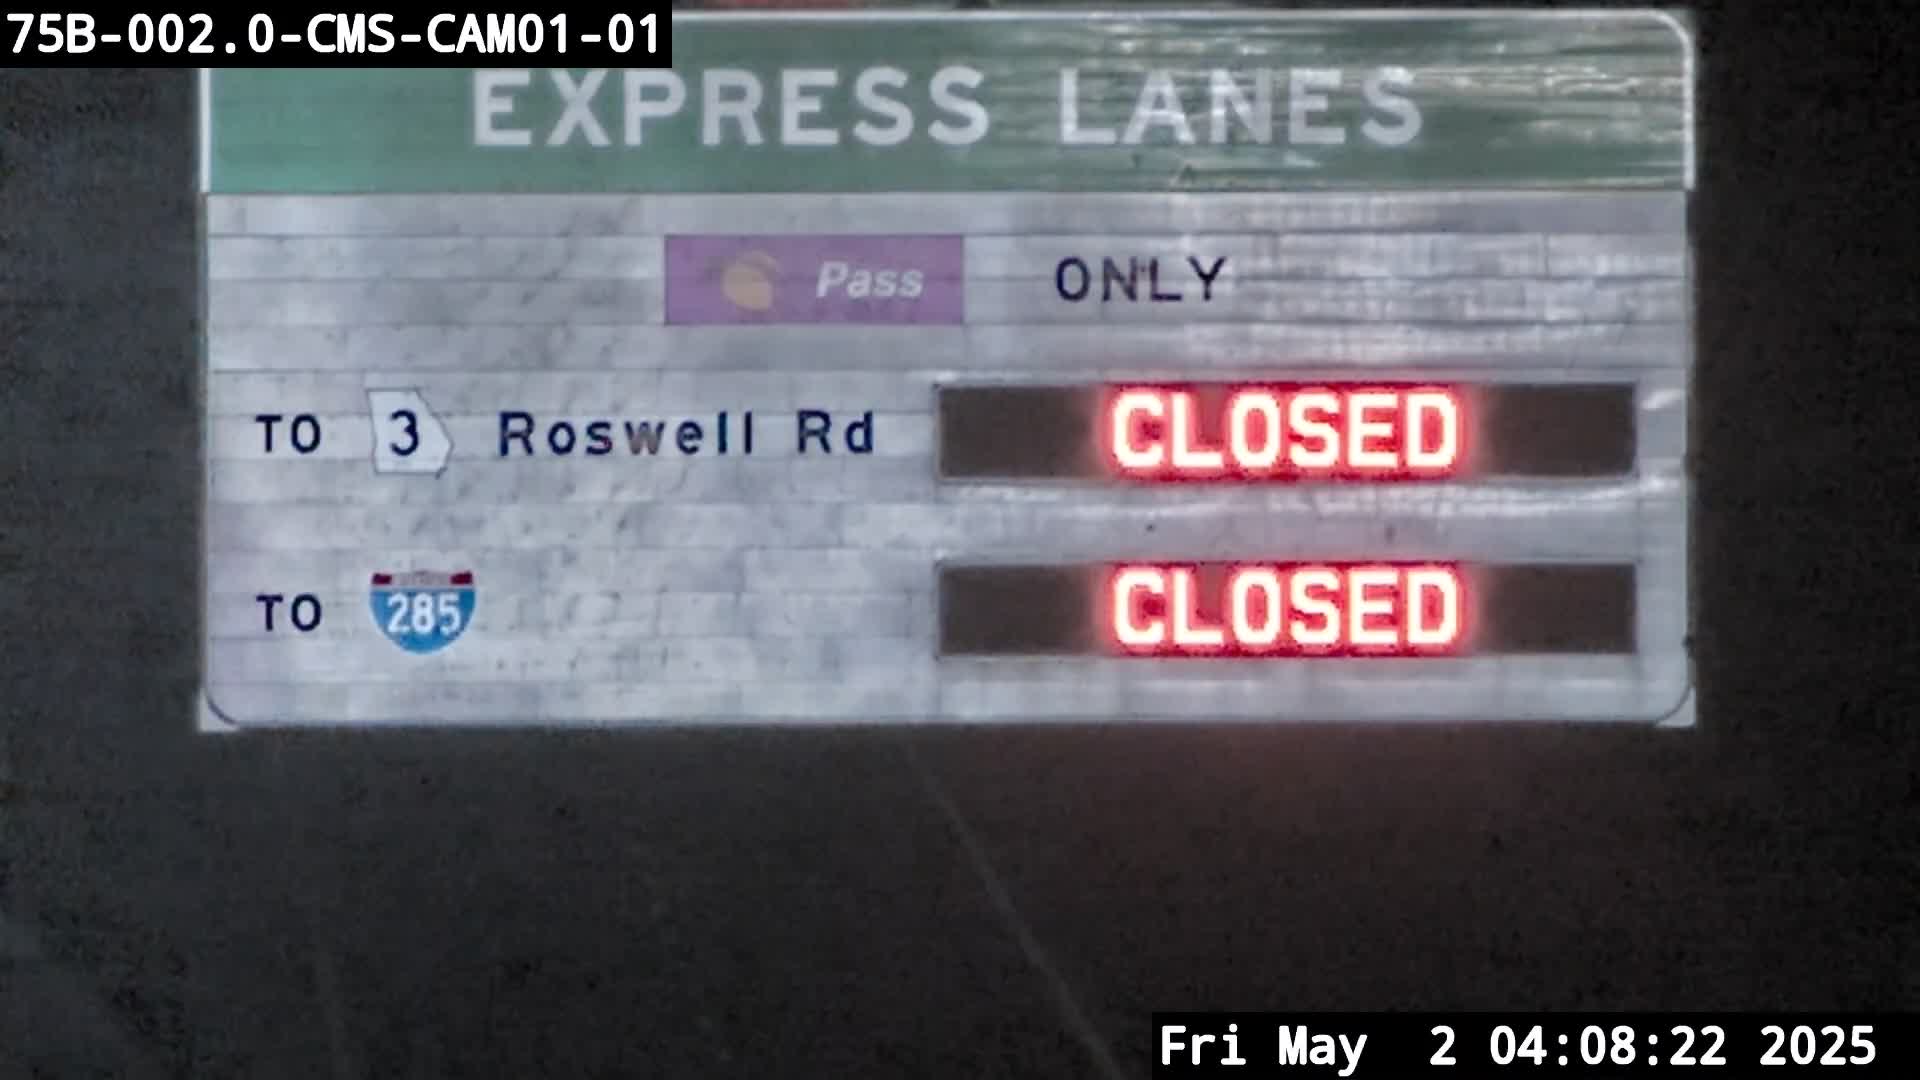 75B-002.0-CMS-CAM01-01
EXPRESS LANES
Pass ONLY
TO 3 Roswell Rd CLOSED
TO 285 CLOSED
Fri May 2 04:08:22 2025